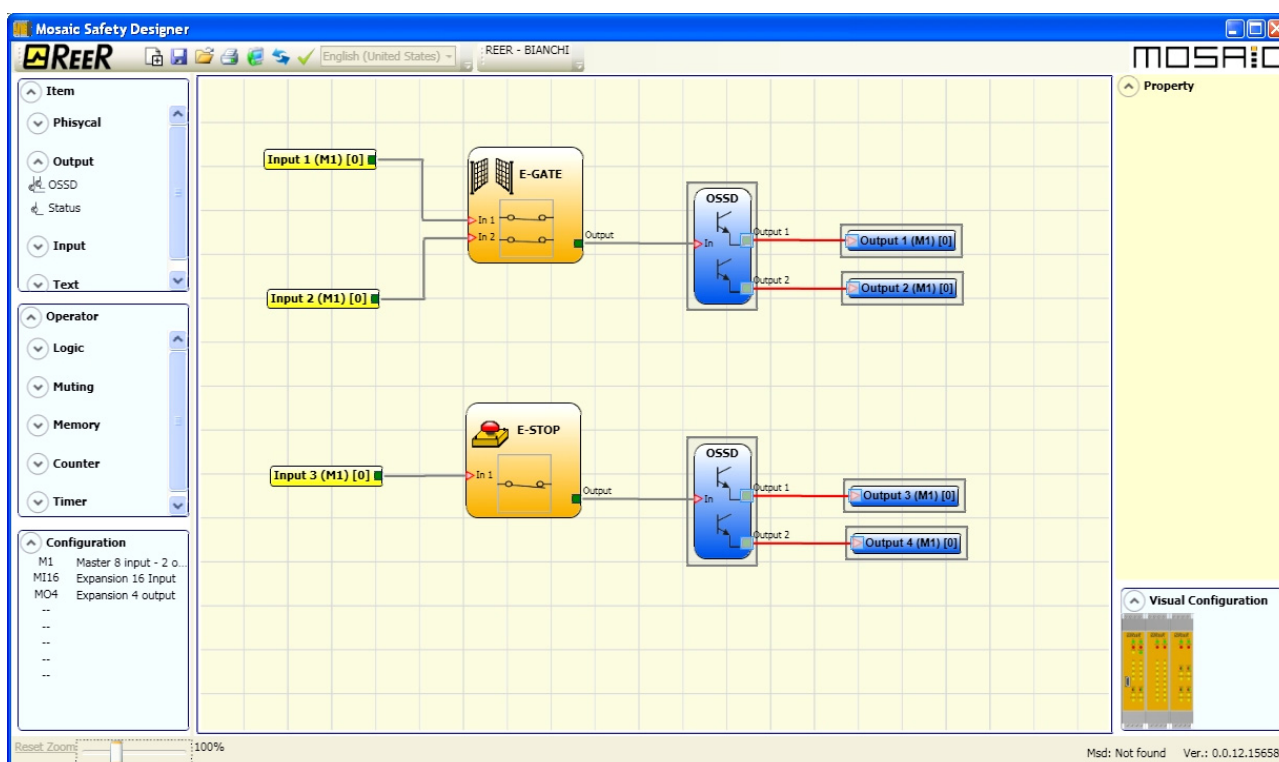 Mosaic Safety Designer
REER
English (United States)
REER - BIANCHI
MOSAIC
Item
Phisycal
Output
OSSD
Status
Input
Text
Operator
Logic
Muting
Memory
Counter
Timer
Configuration
M1 Master 8 input - 2 o...
MI16 Expansion 16 Input
MO4 Expansion 4 output
--
--
--
--
--
Reset Zoom
100%
Input 1 (M1) [0]
E-GATE
In 1
In 2
Output
Input 2 (M1) [0]
OSSD
In
Output 1
Output 2
Output 1 (M1) [0]
Output 2 (M1) [0]
Input 3 (M1) [0]
E-STOP
In 1
Output
OSSD
In
Output 1
Output 2
Output 3 (M1) [0]
Output 4 (M1) [0]
Property
Visual Configuration
Msd: Not found Ver.: 0.0.12.15658